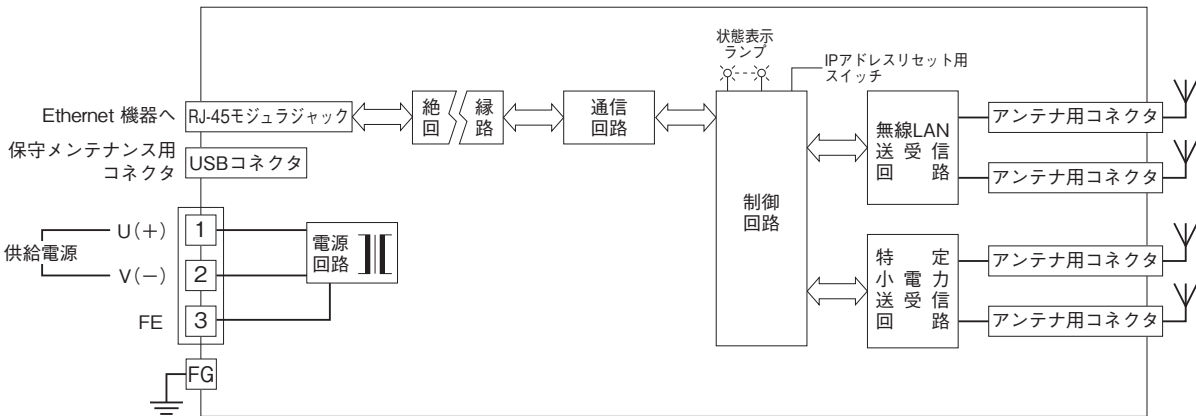 状態表示
ランプ
IPアドレスリセット用
スイッチ
Ethernet 機器へ
RJ-45モジュラジャック
絶 縁
回 路
通信
回路
保守メンテナンス用
コネクタ
USBコネクタ
制御
回路
無線LAN
送 受 信
回 路
アンテナ用コネクタ
アンテナ用コネクタ
供給電源
U(+)
1
V(−)
2
FE
3
電源
回路
特 定
小 電 力
送 受 信
回 路
アンテナ用コネクタ
アンテナ用コネクタ
FG